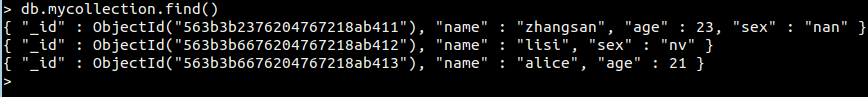 > db.mycollection.find()
{ "_id" : ObjectId("563b3b2376204767218ab411"), "name" : "zhangsan", "age" : 23, "sex" : "nan" }
{ "_id" : ObjectId("563b3b6676204767218ab412"), "name" : "lisi", "sex" : "nv" }
{ "_id" : ObjectId("563b3b6676204767218ab413"), "name" : "alice", "age" : 21 }
>